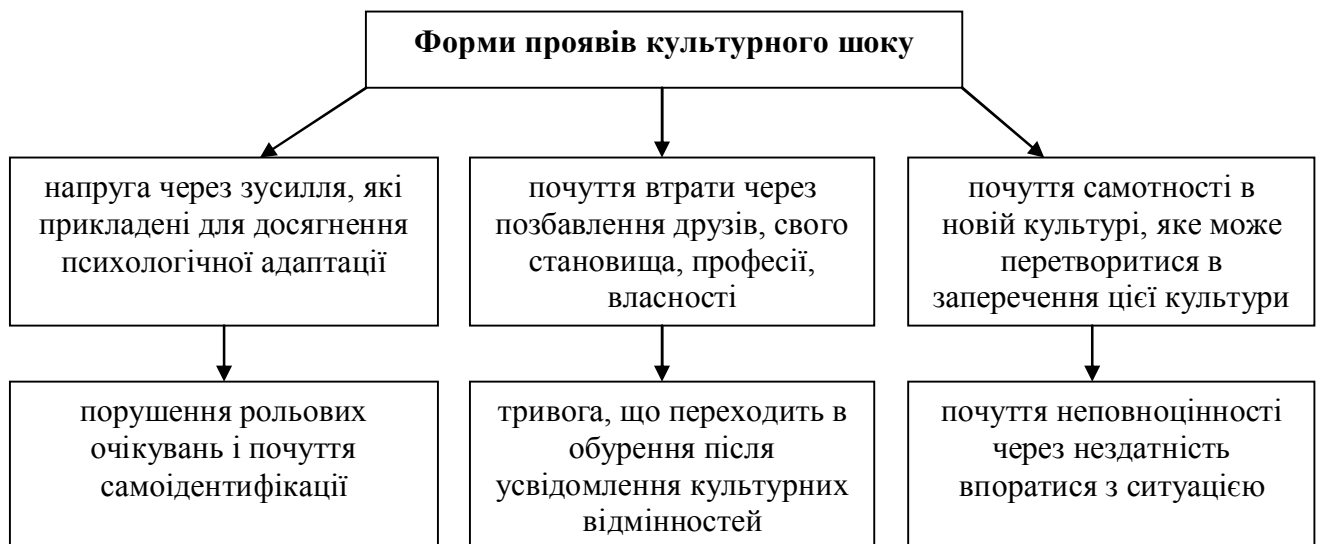 Форми проявів культурного шоку
напруга через зусилля, які
прикладені для досягнення
психологічної адаптації
почуття втрати через
позбавлення друзів, свого
становища, професії,
власності
почуття самотності в
новій культурі, яке може
перетворитися в
заперечення цієї культури
порушення рольових
очікувань і почуття
самоідентифікації
тривога, що переходить в
обурення після
усвідомлення культурних
відмінностей
почуття неповноцінності
через нездатність
впоратися з ситуацією